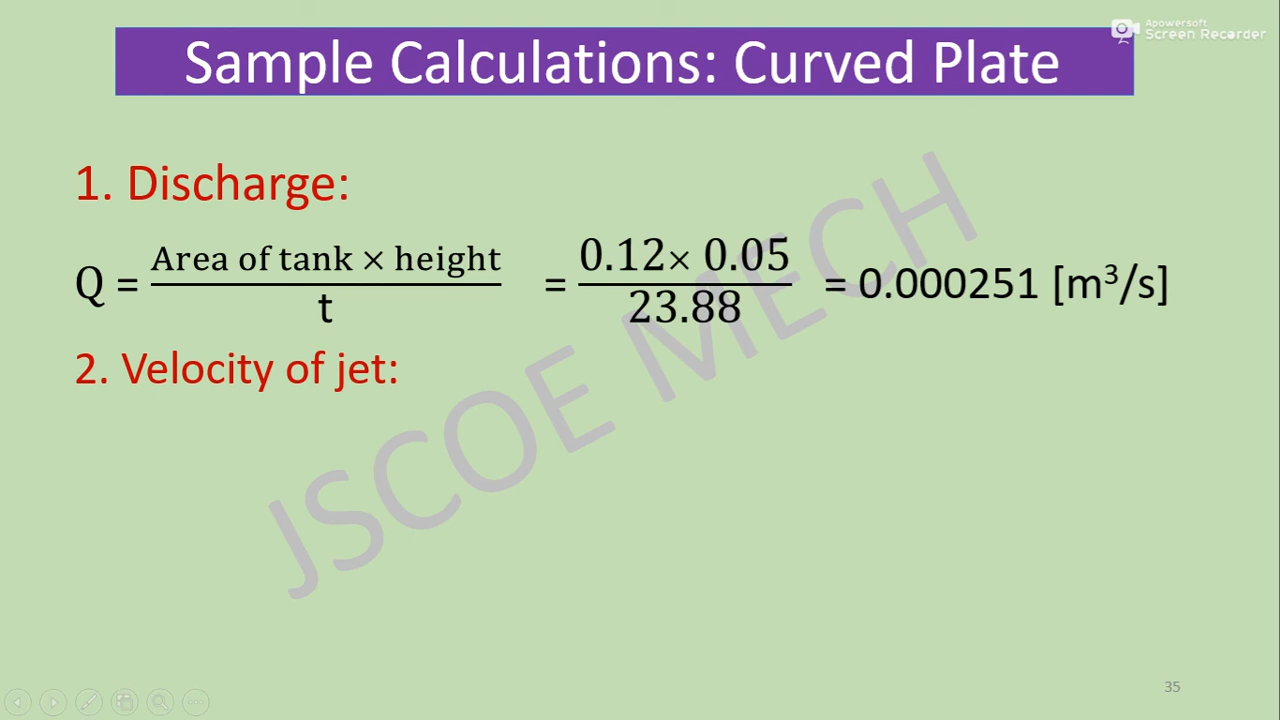 Apowersoft
Screen Recorder
Sample Calculations: Curved Plate
1. Discharge:
Q = Area of tank × height / t = 0.12× 0.05 / 23.88 = 0.000251 [m³/s]
2. Velocity of jet:
JSCOE MECH
35